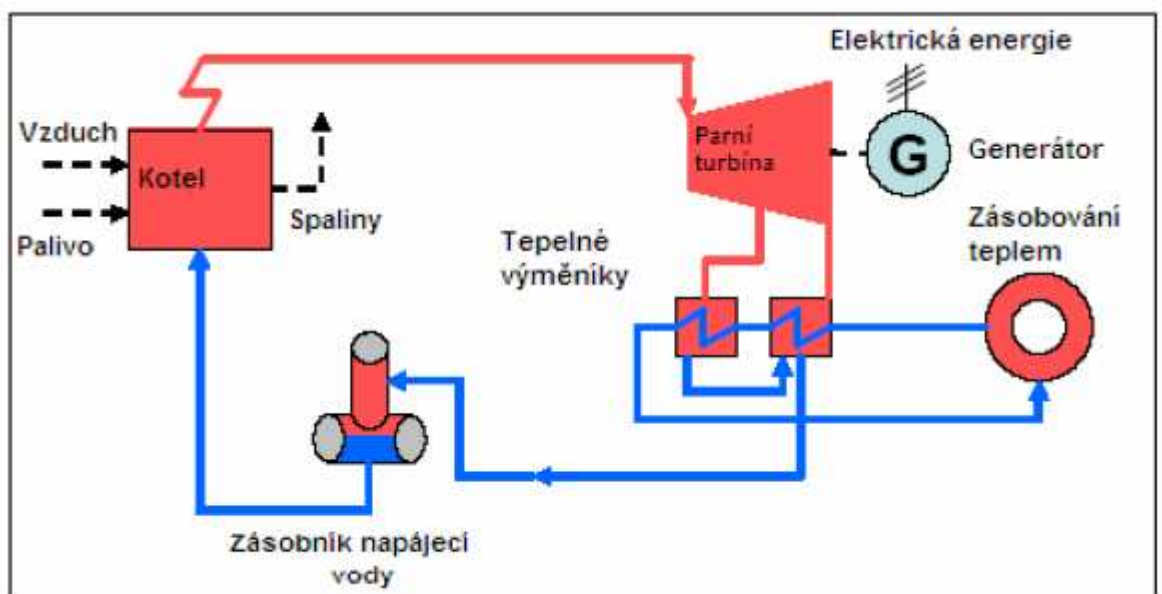 Elektrická energie
Vzduch
Kotel
Parní
turbína
G
Generátor
Palivo
Spaliny
Tepelné
výměníky
Zásobování
teplem
Zásobník napájecí
vody